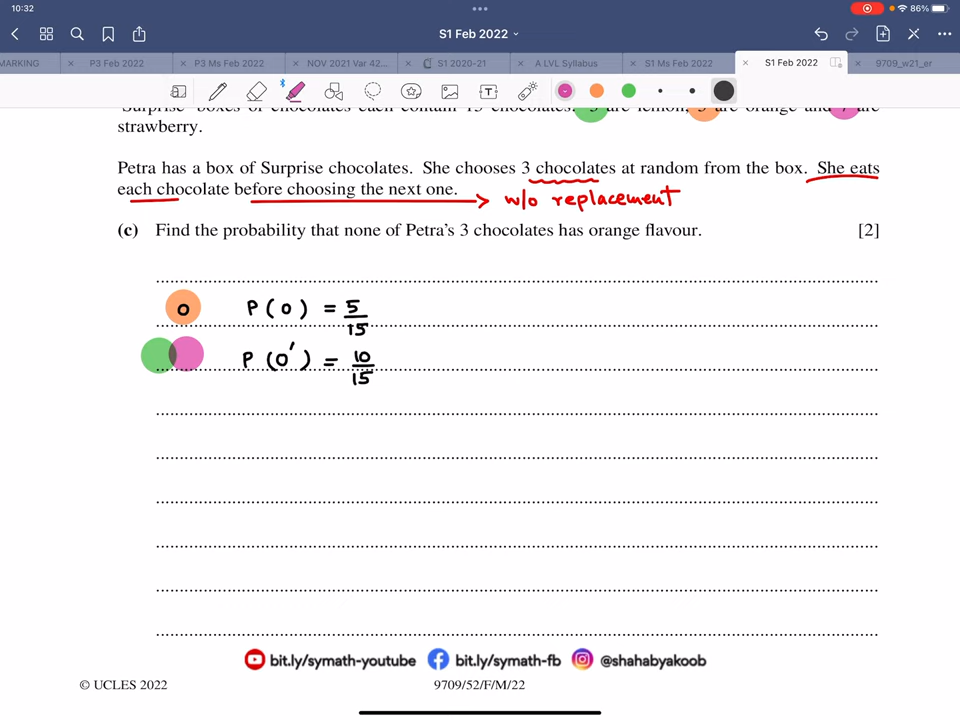 10:32
86%
S1 Feb 2022
MARKING
P3 Feb 2022
P3 Ms Feb 2022
NOV 2021 Var 42...
S1 2020-21
A LVL Syllabus
S1 Ms Feb 2022
S1 Feb 2022
9709_w21_er
strawberry.
Petra has a box of Surprise chocolates. She chooses 3 chocolates at random from the box. She eats
each chocolate before choosing the next one.
w/o replacement
(c) Find the probability that none of Petra's 3 chocolates has orange flavour. [2]
O P(O) = 5/15
P(O') = 10/15
bit.ly/symath-youtube bit.ly/symath-fb @shahabyakoob
© UCLES 2022 9709/52/F/M/22